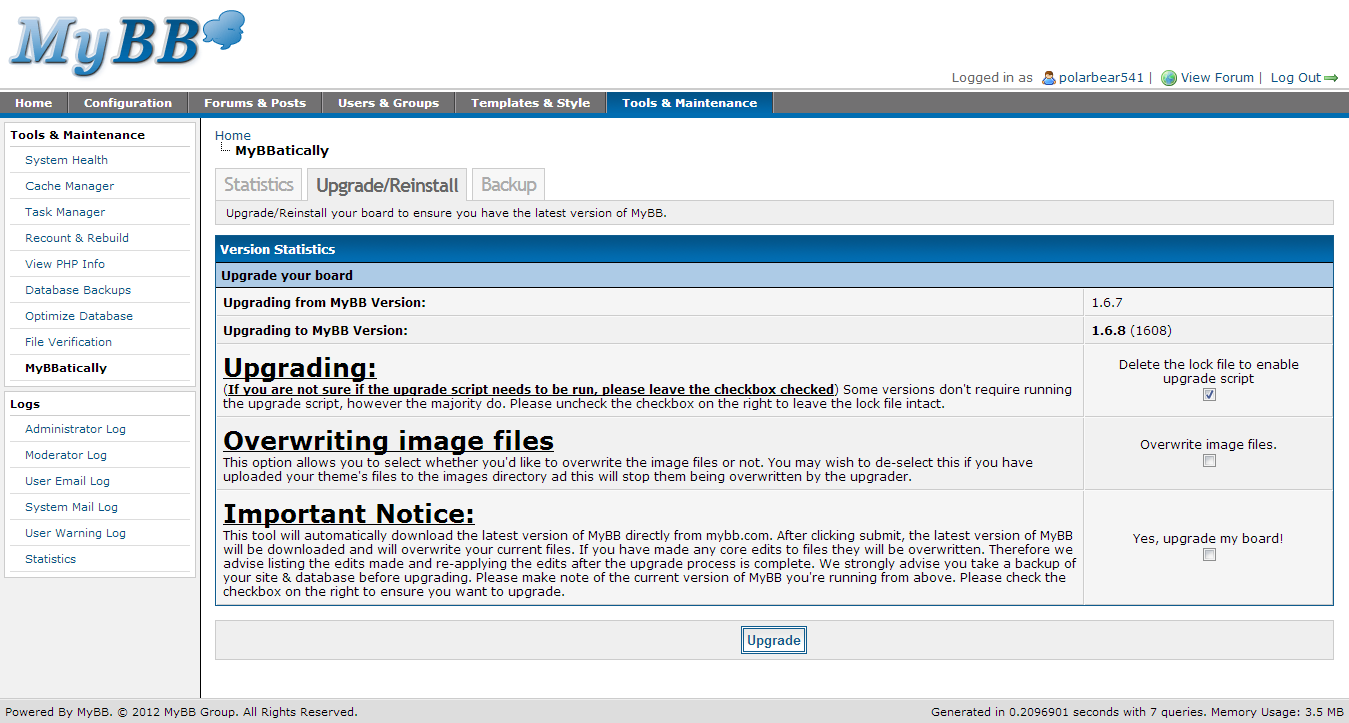 MyBB
Logged in as polarbear541 | View Forum | Log Out
Home Configuration Forums & Posts Users & Groups Templates & Style Tools & Maintenance
Tools & Maintenance
System Health
Cache Manager
Task Manager
Recount & Rebuild
View PHP Info
Database Backups
Optimize Database
File Verification
MyBBatically
Logs
Administrator Log
Moderator Log
User Email Log
System Mail Log
User Warning Log
Statistics
Home
MyBBatically
Statistics Upgrade/Reinstall Backup
Upgrade/Reinstall your board to ensure you have the latest version of MyBB.
Version Statistics
Upgrade your board
Upgrading from MyBB Version: 1.6.7
Upgrading to MyBB Version: 1.6.8 (1608)
Upgrading:
(If you are not sure if the upgrade script needs to be run, please leave the checkbox checked) Some versions don't require running
the upgrade script, however the majority do. Please uncheck the checkbox on the right to leave the lock file intact.
Delete the lock file to enable
upgrade script
Overwriting image files
This option allows you to select whether you'd like to overwrite the image files or not. You may wish to de-select this if you have
uploaded your theme's files to the images directory ad this will stop them being overwritten by the upgrader.
Overwrite image files.
Important Notice:
This tool will automatically download the latest version of MyBB directly from mybb.com. After clicking submit, the latest version of MyBB
will be downloaded and will overwrite your current files. If you have made any core edits to files they will be overwritten. Therefore we
advise listing the edits made and re-applying the edits after the upgrade process is complete. We strongly advise you take a backup of
your site & database before upgrading. Please make note of the current version of MyBB you're running from above. Please check the
checkbox on the right to ensure you want to upgrade.
Yes, upgrade my board!
Upgrade
Powered By MyBB. © 2012 MyBB Group. All Rights Reserved.
Generated in 0.2096901 seconds with 7 queries. Memory Usage: 3.5 MB